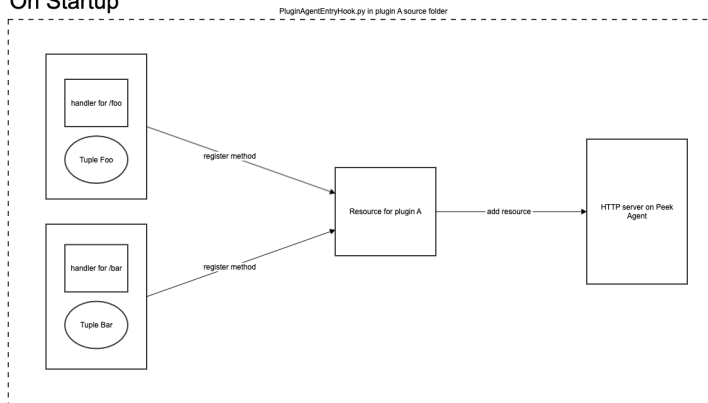 On Startup
PluginAgentEntryHook.py in plugin A source folder
handler for /foo
Tuple Foo
register method
Resource for plugin A
add resource
HTTP server on Peek
Agent
handler for /bar
register method
Tuple Bar